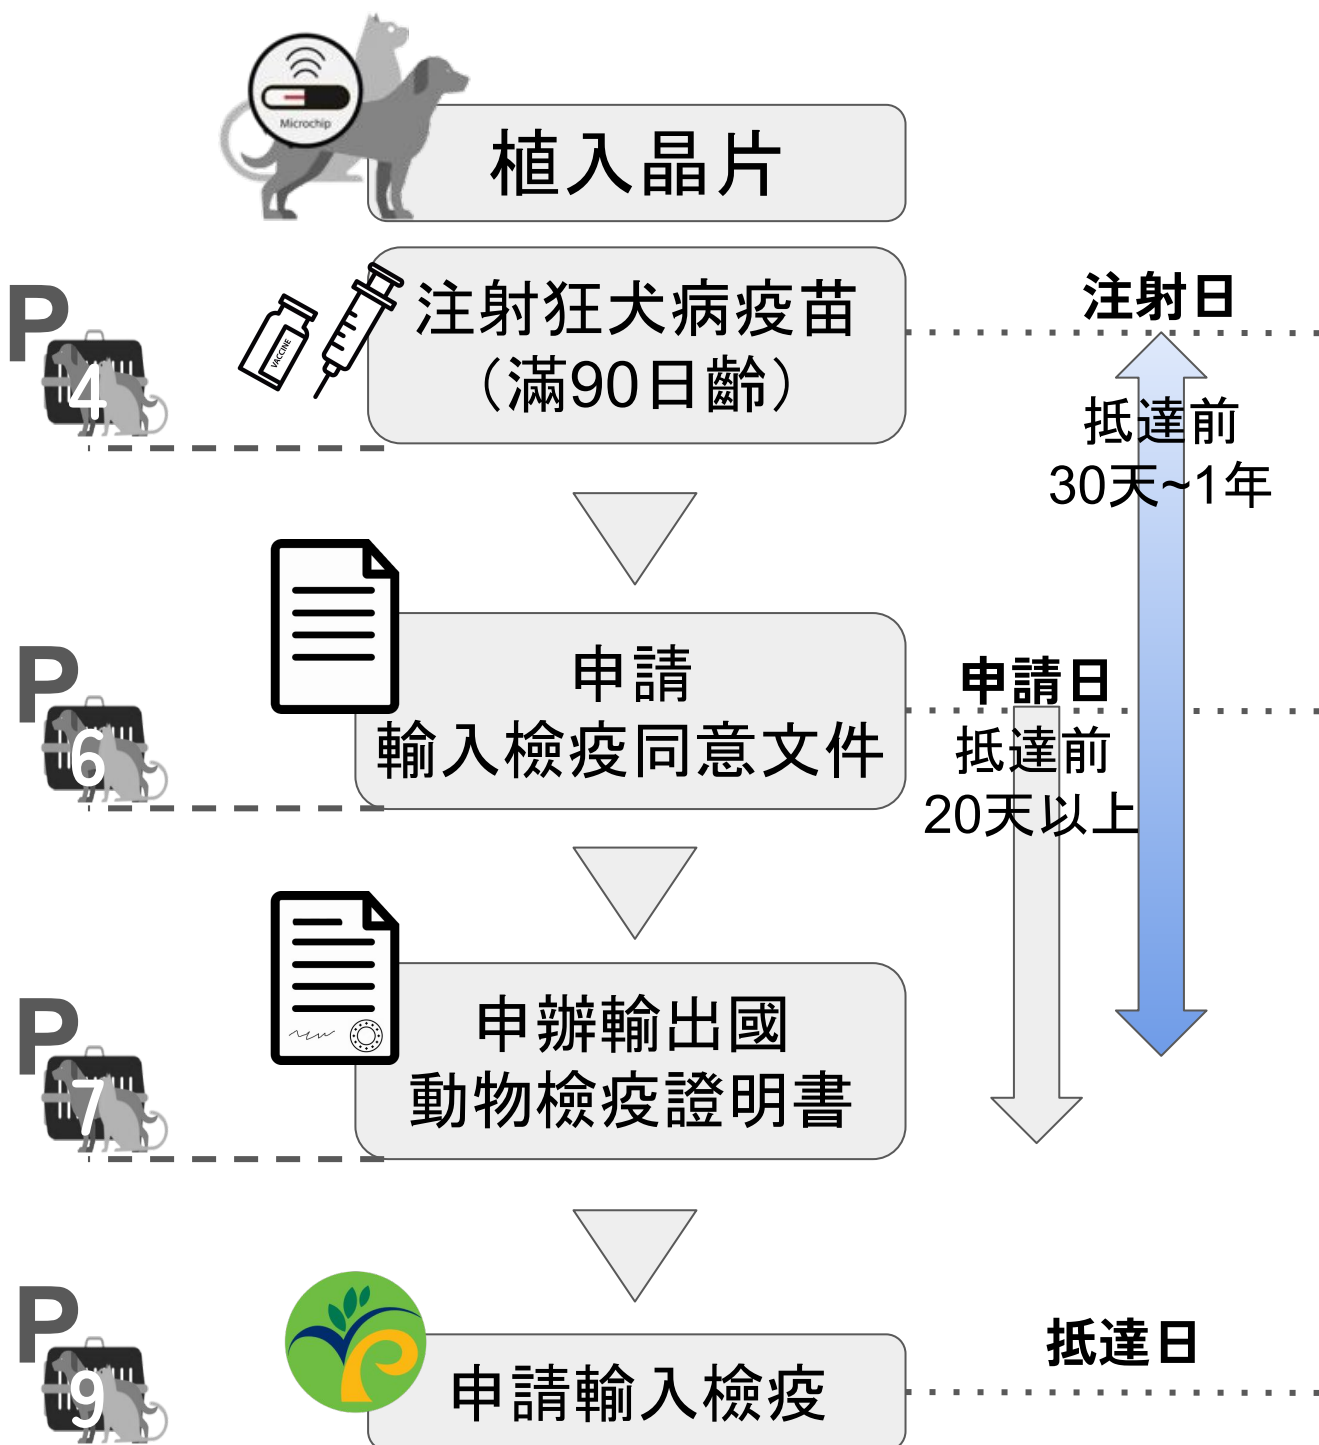 Microchip
植入晶片
P
4
VACCINE
注射狂犬病疫苗
（滿90日齡）
注射日
抵達前
30天~1年
P
6
申請
輸入檢疫同意文件
申請日
抵達前
20天以上
P
7
申辦輸出國
動物檢疫證明書
P
9
申請輸入檢疫
抵達日